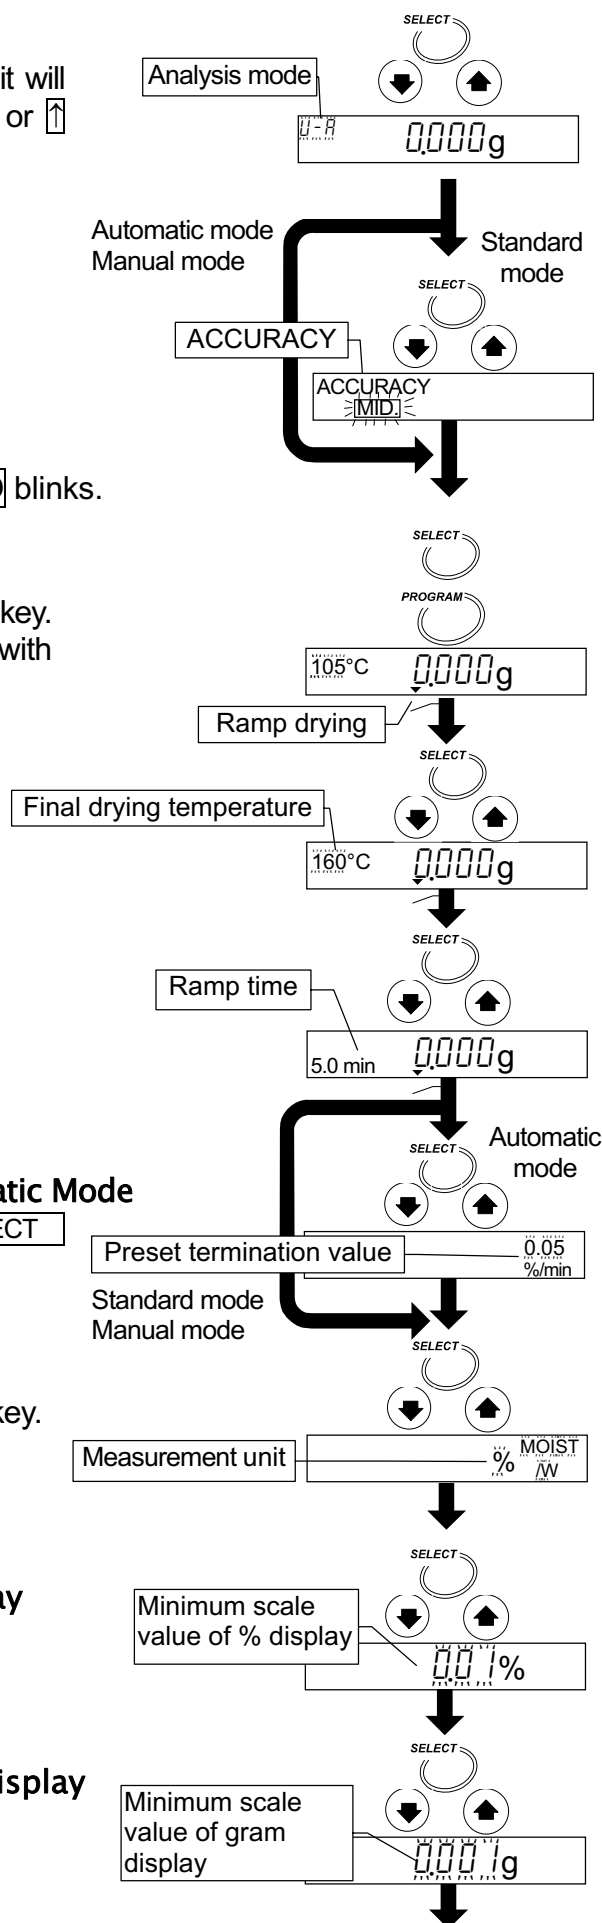 SELECT
it will
Analysis mode
or ↑
U-A 0.000g
Automatic mode
Manual mode
Standard
mode
SELECT
ACCURACY
ACCURACY
MID.
blinks.
SELECT
PROGRAM
key.
with
105°C 0.000g
Ramp drying
SELECT
Final drying temperature
160°C 0.000g
SELECT
Ramp time
5.0 min 0.000g
Automatic
mode
SELECT
atic Mode
ECT
Preset termination value
0.05
%/min
Standard mode
Manual mode
SELECT
key.
Measurement unit
% MOIST
/W
SELECT
ay
Minimum scale
value of % display
0.01%
SELECT
isplay
Minimum scale
value of gram
display
0.001g